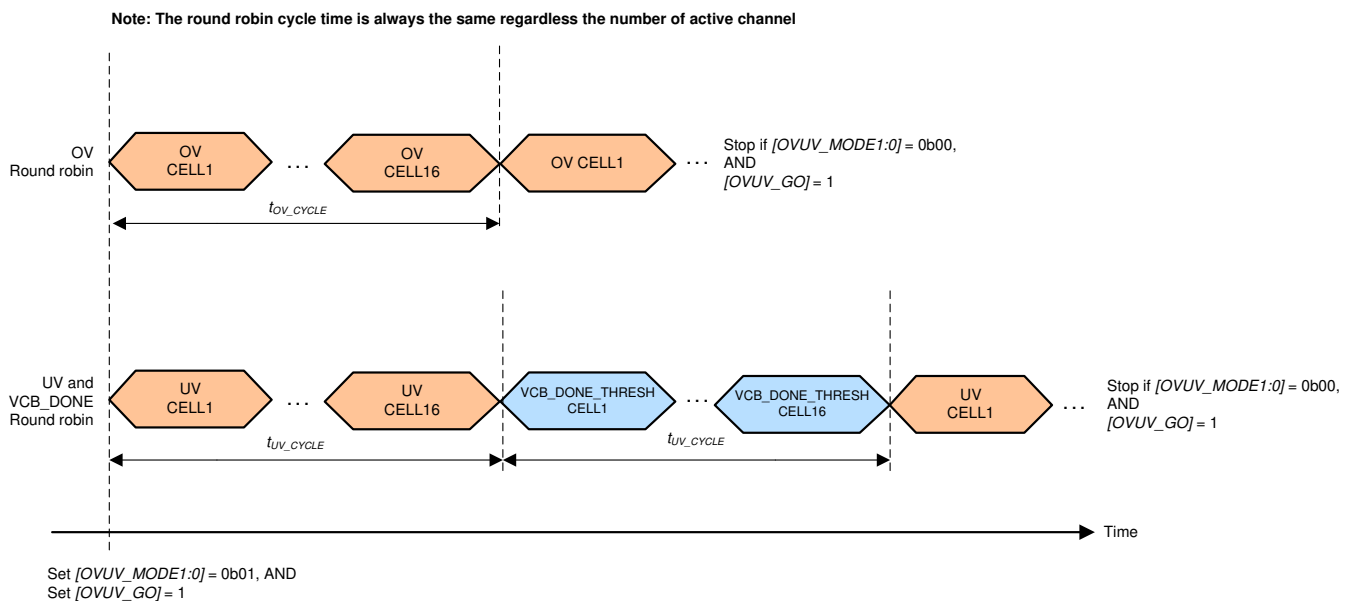 Note: The round robin cycle time is always the same regardless the number of active channel
OV
Round robin
OV
CELL1
...
OV
CELL16
OV CELL1
...
Stop if [OVUV_MODE1:0] = 0b00,
AND
[OVUV_GO] = 1
tOV_CYCLE
UV and
VCB_DONE
Round robin
UV
CELL1
...
UV
CELL16
VCB_DONE_THRESH
CELL1
...
VCB_DONE_THRESH
CELL16
UV
CELL1
...
Stop if [OVUV_MODE1:0] = 0b00,
AND
[OVUV_GO] = 1
tUV_CYCLE
tUV_CYCLE
Time
Set [OVUV_MODE1:0] = 0b01, AND
Set [OVUV_GO] = 1